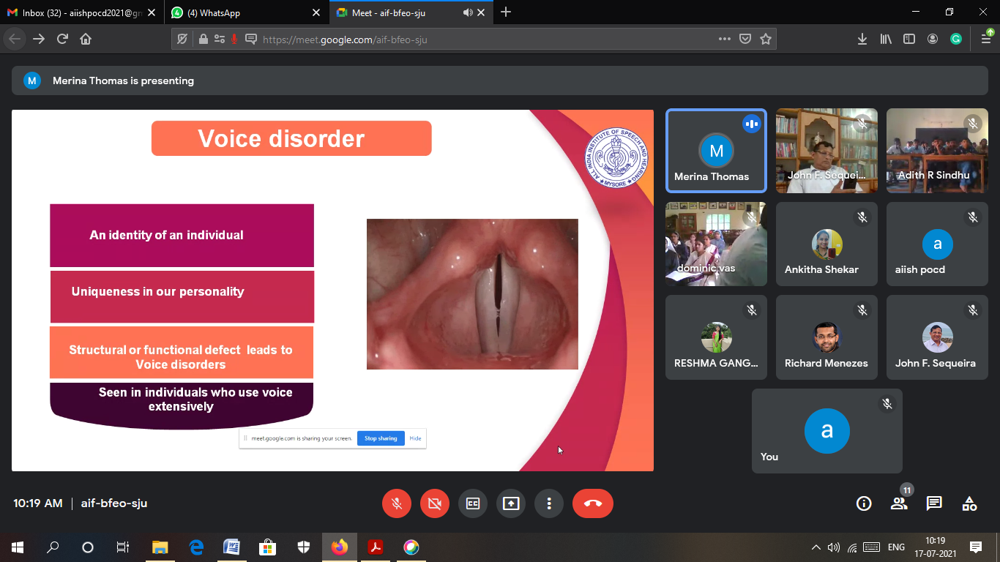 Inbox (32) - aiishpocd2021@gm
(4) WhatsApp
Meet - aif-bfeo-sju
https://meet.google.com/aif-bfeo-sju
M
Merina Thomas is presenting
Voice disorder
ALL INDIA INSTITUTE OF SPEECH AND HEARING
MYSORE
An identity of an individual
Uniqueness in our personality
Structural or functional defect leads to
Voice disorders
Seen in individuals who use voice
extensively
meet.google.com is sharing your screen.
Stop sharing
Hide
M
Merina Thomas
John F. Sequei...
Adith R Sindhu
dominic vas
Ankitha Shekar
a
aiish pocd
RESHMA GANG...
Richard Menezes
John F. Sequeira
a
You
10:19 AM | aif-bfeo-sju
11
ENG
10:19
17-07-2021